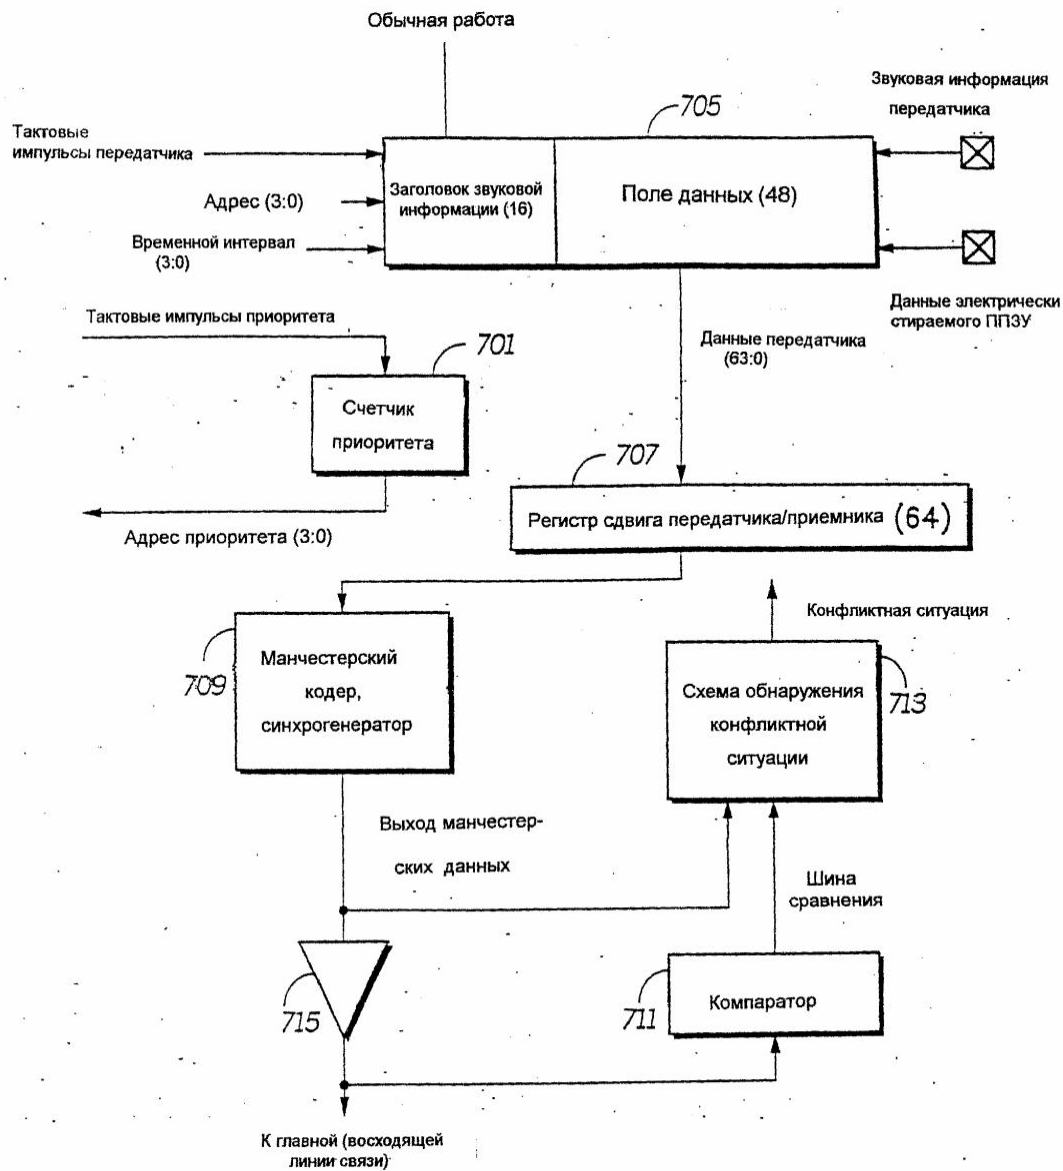 Обычная работа
705
Звуковая информация
передатчика
Тактовые
импульсы передатчика
Адрес (3:0)
Временной интервал
(3:0)
Заголовок звуковой
информации (16)
Поле данных (48)
Данные электрически
стираемого ППЗУ
Тактовые импульсы приоритета
701
Счетчик
приоритета
Данные передатчика
(63:0)
Адрес приоритета (3:0)
707
Регистр сдвига передатчика/приемника (64)
Конфликтная ситуация
709
Манчестерский
кодер,
синхрогенератор
Схема обнаружения
конфликтной
ситуации
713
Выход манчестер-
ских данных
Шина
сравнения
715
711
Компаратор
К главной (восходящей
линии связи)